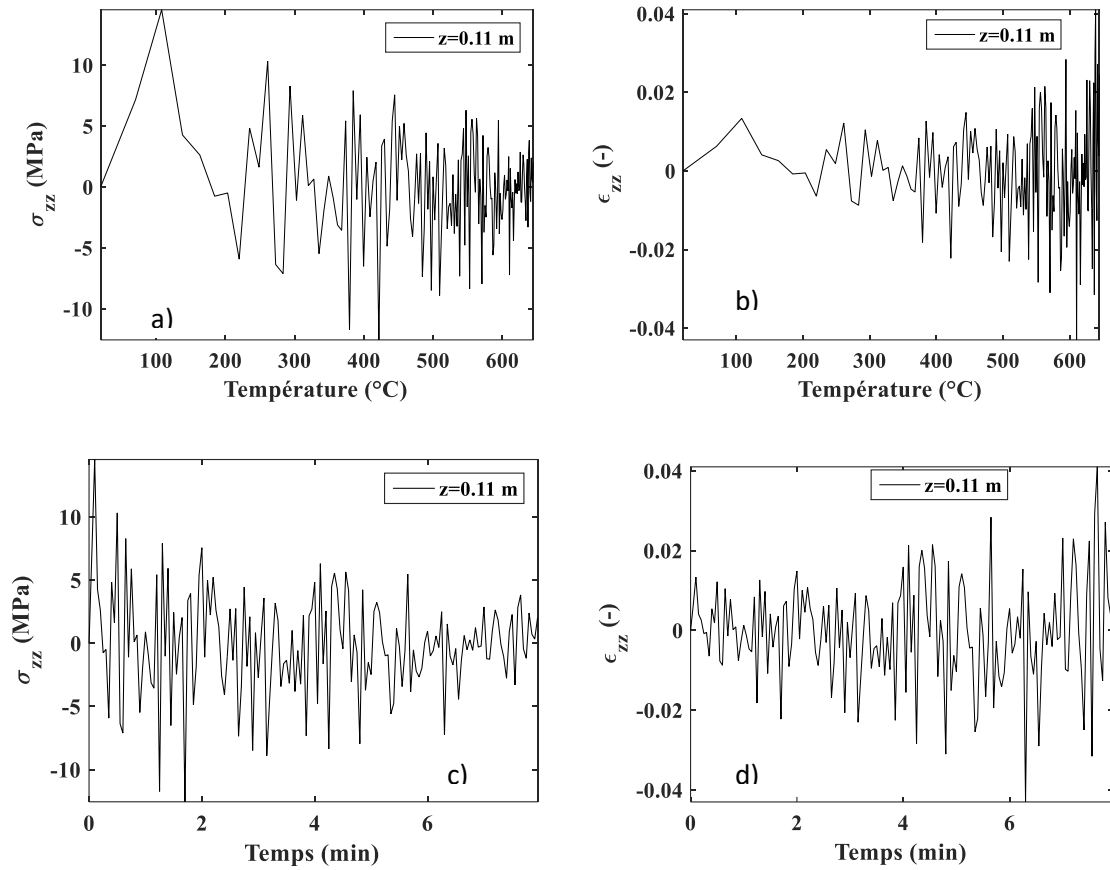 z=0.11 m
10
5
0
-5
-10
σzz (MPa)
a)
100 200 300 400 500 600
Température (°C)
z=0.11 m
0.04
0.02
0
-0.02
-0.04
ϵzz (-)
b)
100 200 300 400 500 600
Température (°C)
z=0.11 m
10
5
0
-5
-10
σzz (MPa)
c)
0 2 4 6
Temps (min)
z=0.11 m
0.04
0.02
0
-0.02
-0.04
ϵzz (-)
d)
0 2 4 6
Temps (min)